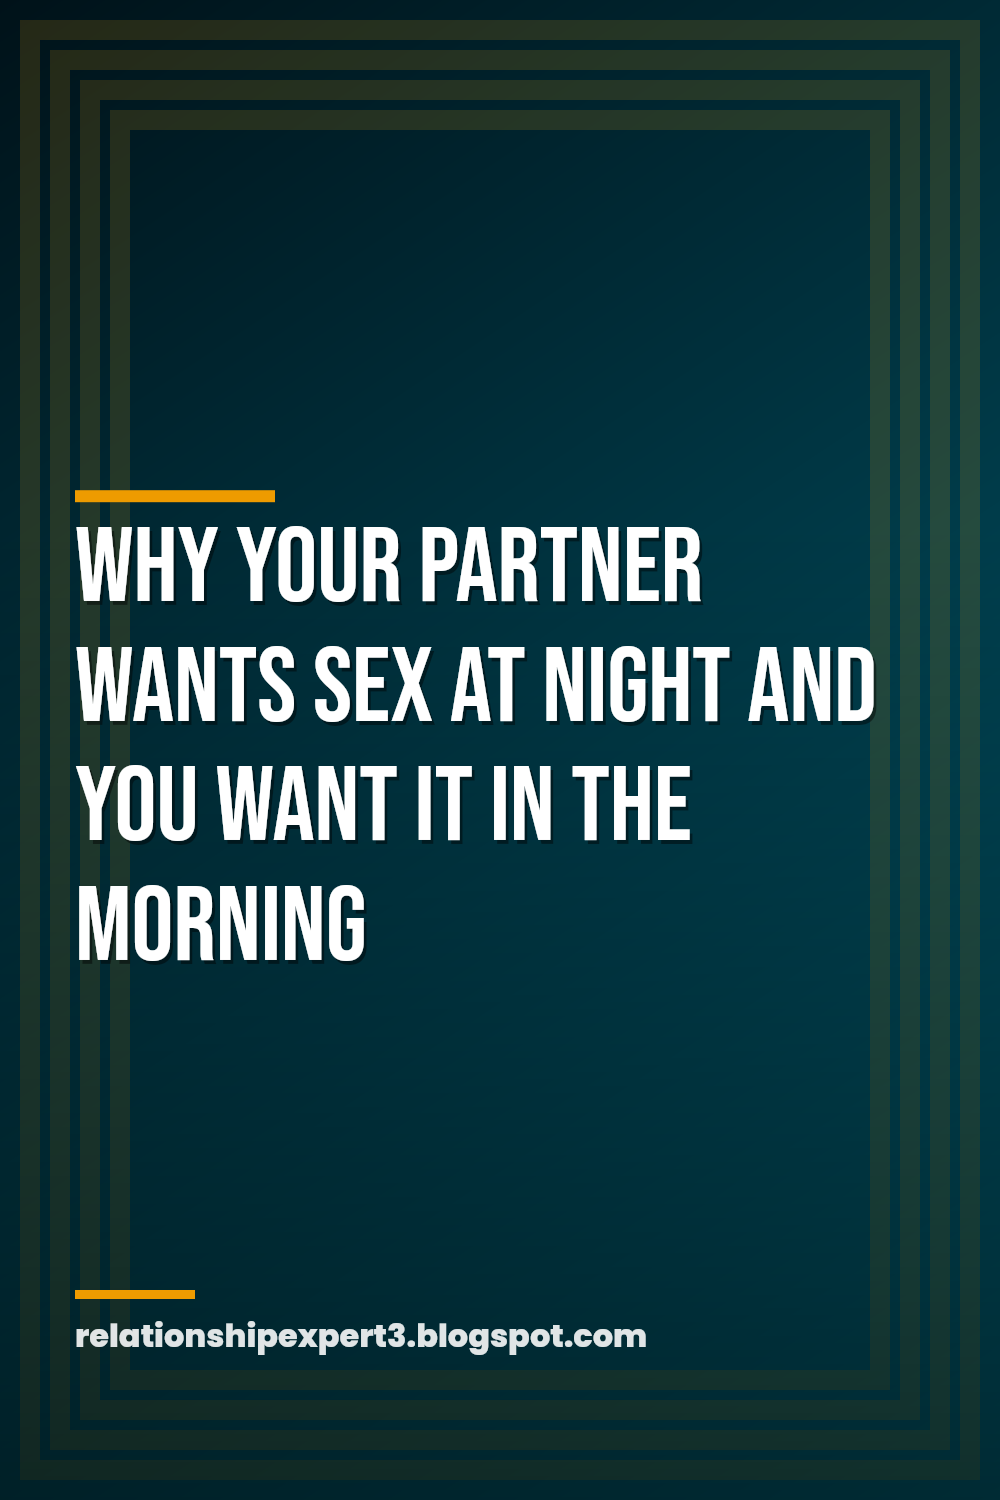 WHY YOUR PARTNER
WANTS SEX AT NIGHT AND
YOU WANT IT IN THE
MORNING
relationshipexpert3.blogspot.com